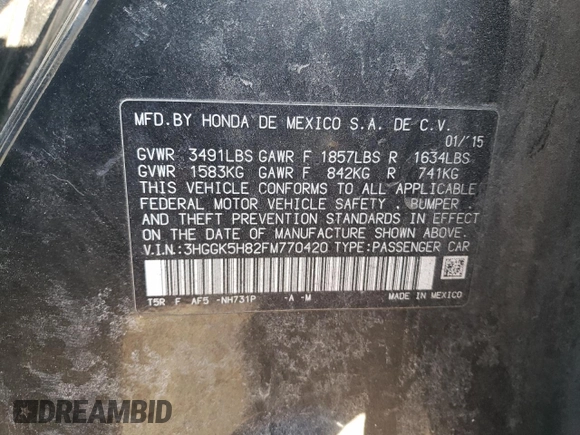 MFD.BY HONDA DE MEXICO S.A. DE C.V.
01/'15
GVWR 3491LBS GAWR F 1857LBS R 1634LBS
GVWR 1583KG GAWR F 842KG R 741KG
THIS VEHICLE CONFORMS TO ALL APPLICABLE
FEDERAL MOTOR VEHICLE SAFETY . BUMPER .
AND THEFT PREVENTION STANDARDS IN EFFECT
ON THE DATE OF MANUFACTURE SHOWN ABOVE.
V.I.N.:3HGGK5H82FM770420 TYPE:PASSENGER CAR
T5R F AF5 -NH731P -A -M MADE IN MEXICO
DREAMBID